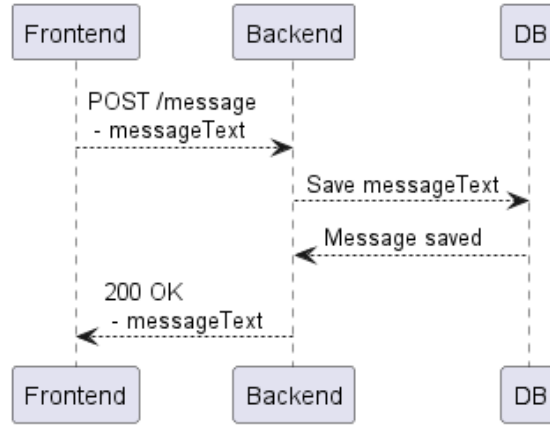 Frontend
Backend
DB
POST /message
- messageText
Save messageText
Message saved
200 OK
- messageText
Frontend
Backend
DB